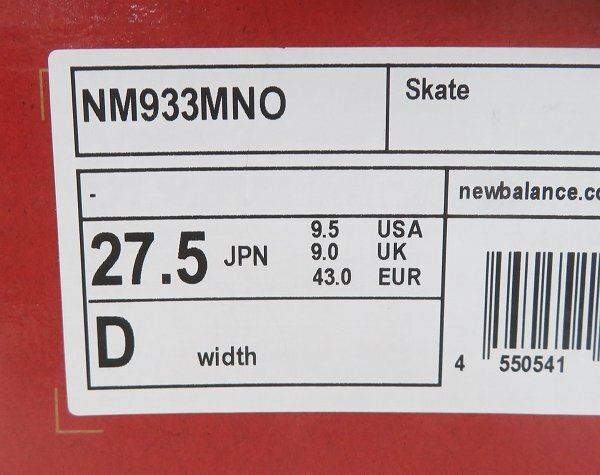 NM933MNO
Skate
-
newbalance.co
27.5 JPN
9.5 USA
9.0 UK
43.0 EUR
D width
4 550541